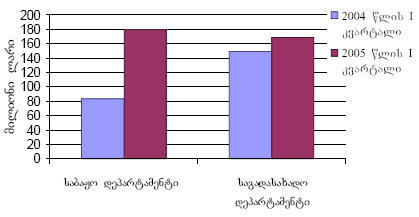 მილიონი ლარი
200
180
160
140
120
100
80
60
40
20
0
საბაჟო დეპარტამენტი
საგადასახადო
დეპარტამენტი
2004 წლის I
კვარტალი
2005 წლის I
კვარტალი